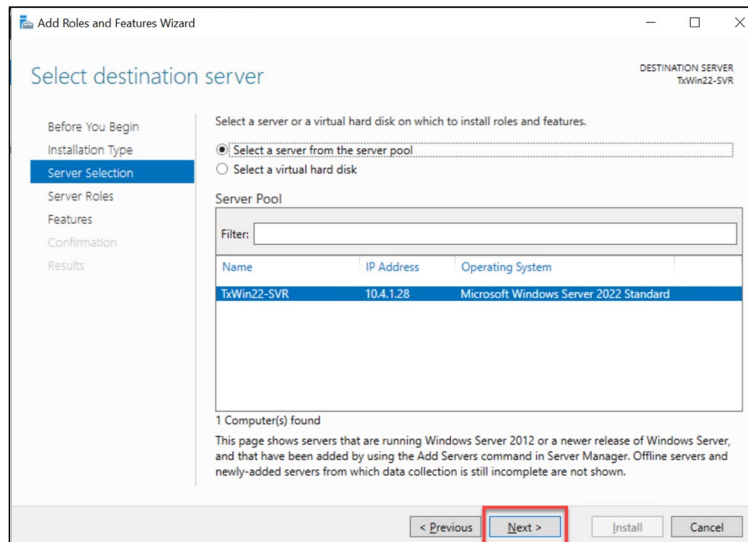 Add Roles and Features Wizard
Select destination server
DESTINATION SERVER
TxWin22-SVR
Before You Begin
Installation Type
Server Selection
Server Roles
Features
Confirmation
Results
Select a server or a virtual hard disk on which to install roles and features.
Select a server from the server pool
Select a virtual hard disk
Server Pool
Filter:
Name IP Address Operating System
TxWin22-SVR 10.4.1.28 Microsoft Windows Server 2022 Standard
1 Computer(s) found
This page shows servers that are running Windows Server 2012 or a newer release of Windows Server,
and that have been added by using the Add Servers command in Server Manager. Offline servers and
newly-added servers from which data collection is still incomplete are not shown.
< Previous Next > Install Cancel